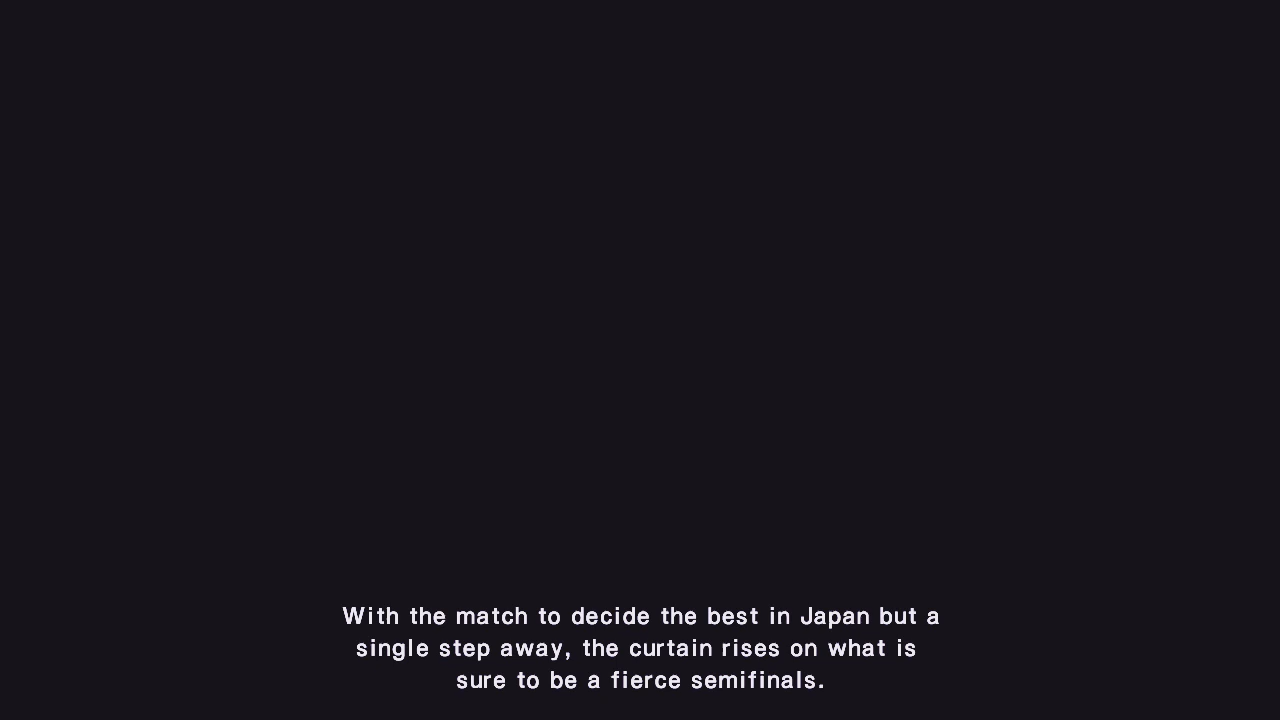 With the match to decide the best in Japan but a
single step away, the curtain rises on what is
sure to be a fierce semifinals.